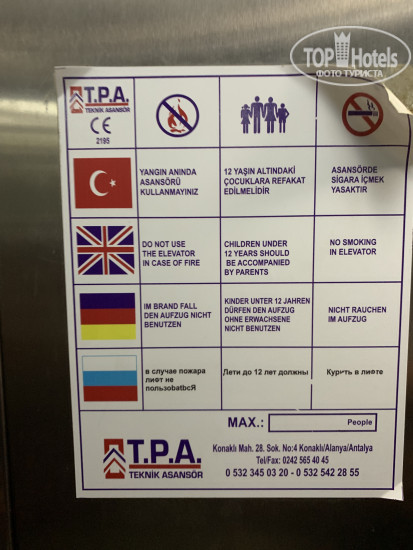 TOP Hotels
ФОТО ТУРИСТА
T.P.A.
TEKNİK ASANSÖR
CE
2195
YANGIN ANINDA
ASANSÖRÜ
KULLANMAYINIZ
12 YAŞIN ALTINDAKİ
ÇOCUKLARA REFAKAT
EDİLMELİDİR
ASANSÖRDE
SİGARA İÇMEK
YASAKTIR
DO NOT USE
THE ELEVATOR
IN CASE OF FIRE
CHILDREN UNDER
12 YEARS SHOULD
BE ACCOMPANIED
BY PARENTS
NO SMOKING
IN ELEVATOR
IM BRAND FALL
DEN AUFZUG NICHT
BENUTZEN
KINDER UNTER 12 JAHREN
DÜRFEN DEN AUFZUG
OHNE ERWACHSENE
NICHT BENUTZEN
NICHT RAUCHEN
IM AUFZUG
в случае пожара
лифт не
пользовatbcЯ
Лети до 12 лет должны
Курить в лифте
MAX.:
People
T.P.A.
TEKNİK ASANSÖR
Konaklı Mah. 28. Sok. No:4 Konaklı/Alanya/Antalya
Tel/Fax: 0242 565 40 45
0 532 345 03 20 - 0 532 542 28 55